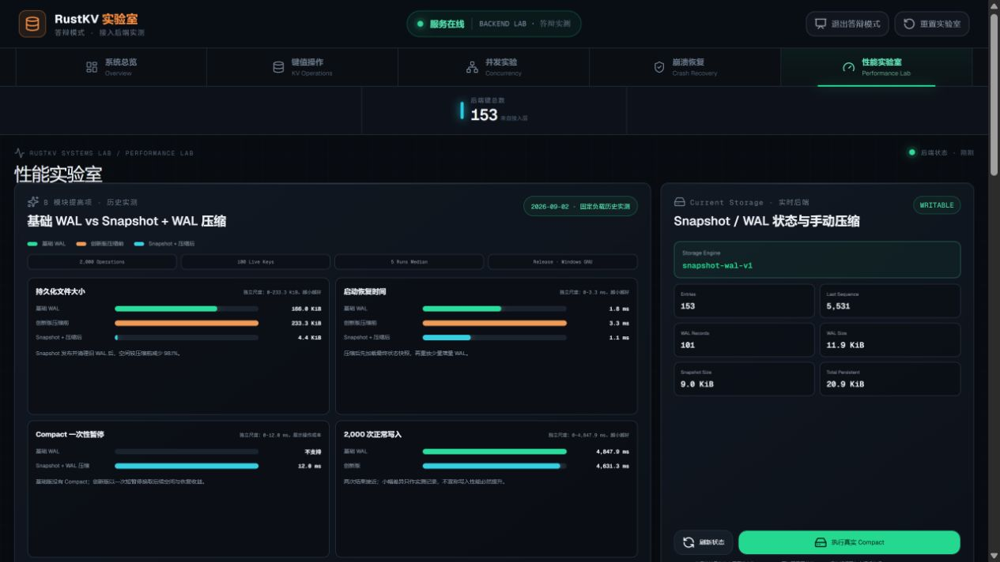 RustKV 实验室
答辩模式 · 接入后端实测
服务在线
BACKEND LAB · 答辩实测
退出答辩模式
重置实验室
系统总览
Overview
键值操作
KV Operations
并发实验
Concurrency
崩溃恢复
Crash Recovery
性能实验室
Performance Lab
后端键总数
153 来自接入层
RUSTKV SYSTEMS LAB / PERFORMANCE LAB
后端状态 · 刚刚
性能实验室
B 模块提高项 · 历史实测
基础 WAL vs Snapshot + WAL 压缩
2026-09-02 · 固定负载历史实测
基础 WAL
创新版压缩前
Snapshot + 压缩后
2,000 Operations
100 Live Keys
5 Runs Median
Release · Windows GNU
持久化文件大小
独立尺度：0-233.3 KiB，越小越好
基础 WAL
166.0 KiB
创新版压缩前
233.3 KiB
Snapshot + 压缩后
4.4 KiB
Snapshot 发布并清理旧 WAL 后，空间较压缩前减少 98.1%。
启动恢复时间
独立尺度：0-3.3 ms，越小越好
基础 WAL
1.8 ms
创新版压缩前
3.3 ms
Snapshot + 压缩后
1.1 ms
压缩后先加载最终状态快照，再重放少量增量 WAL。
Compact 一次性暂停
独立尺度：0-12.0 ms，展示操作成本
基础 WAL
不支持
Snapshot + WAL 压缩
12.0 ms
基础版没有 Compact；创新版以一次短暂停换取后续空间与恢复收益。
2,000 次正常写入
独立尺度：0-4,847.9 ms，越小越好
基础 WAL
4,847.9 ms
创新版
4,631.3 ms
两次结果接近；小幅差异只作实测记录，不宣称写入性能必然提升。
Current Storage · 实时后端
Snapshot / WAL 状态与手动压缩
WRITABLE
Storage Engine
snapshot-wal-v1
Entries
153
Last Sequence
5,531
WAL Records
101
WAL Size
11.9 KiB
Snapshot Size
9.0 KiB
Total Persistent
20.9 KiB
刷新状态
执行真实 Compact